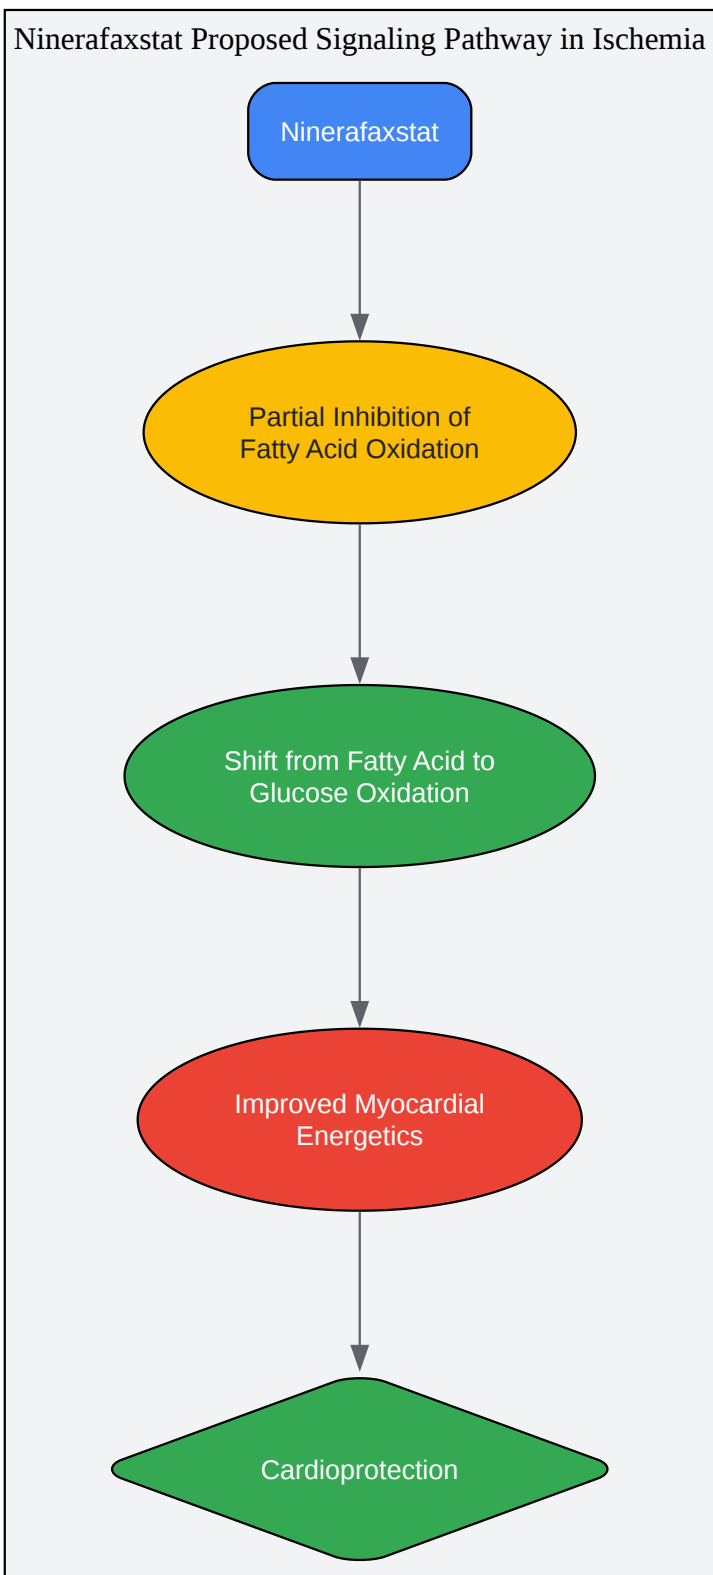 Ninerafaxstat Proposed Signaling Pathway in Ischemia
Ninerafaxstat
Partial Inhibition of
Fatty Acid Oxidation
Shift from Fatty Acid to
Glucose Oxidation
Improved Myocardial
Energetics
Cardioprotection